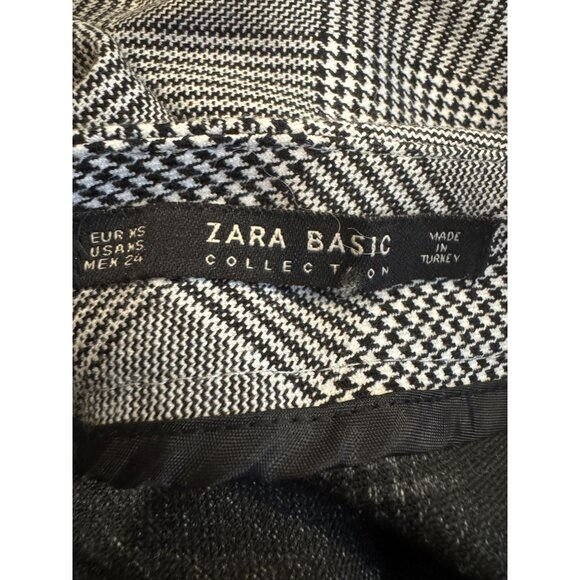 EUR XS
USA XS
MEX 24
ZARA BASIC
COLLECTION
MADE
IN
TURKEY